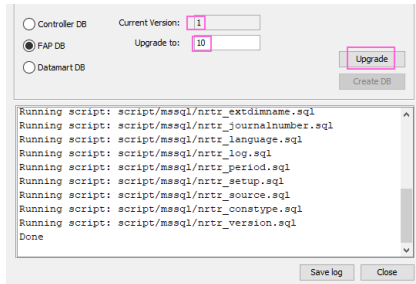 Controller DB Current Version: 1
FAP DB Upgrade to: 10
Upgrade
Datamart DB
Create DB
Running script: script/mssql/nrtr_extdimname.sql
Running script: script/mssql/nrtr_journalnumber.sql
Running script: script/mssql/nrtr_language.sql
Running script: script/mssql/nrtr_log.sql
Running script: script/mssql/nrtr_period.sql
Running script: script/mssql/nrtr_setup.sql
Running script: script/mssql/nrtr_source.sql
Running script: script/mssql/nrtr_constype.sql
Running script: script/mssql/nrtr_version.sql
Done
Save log Close